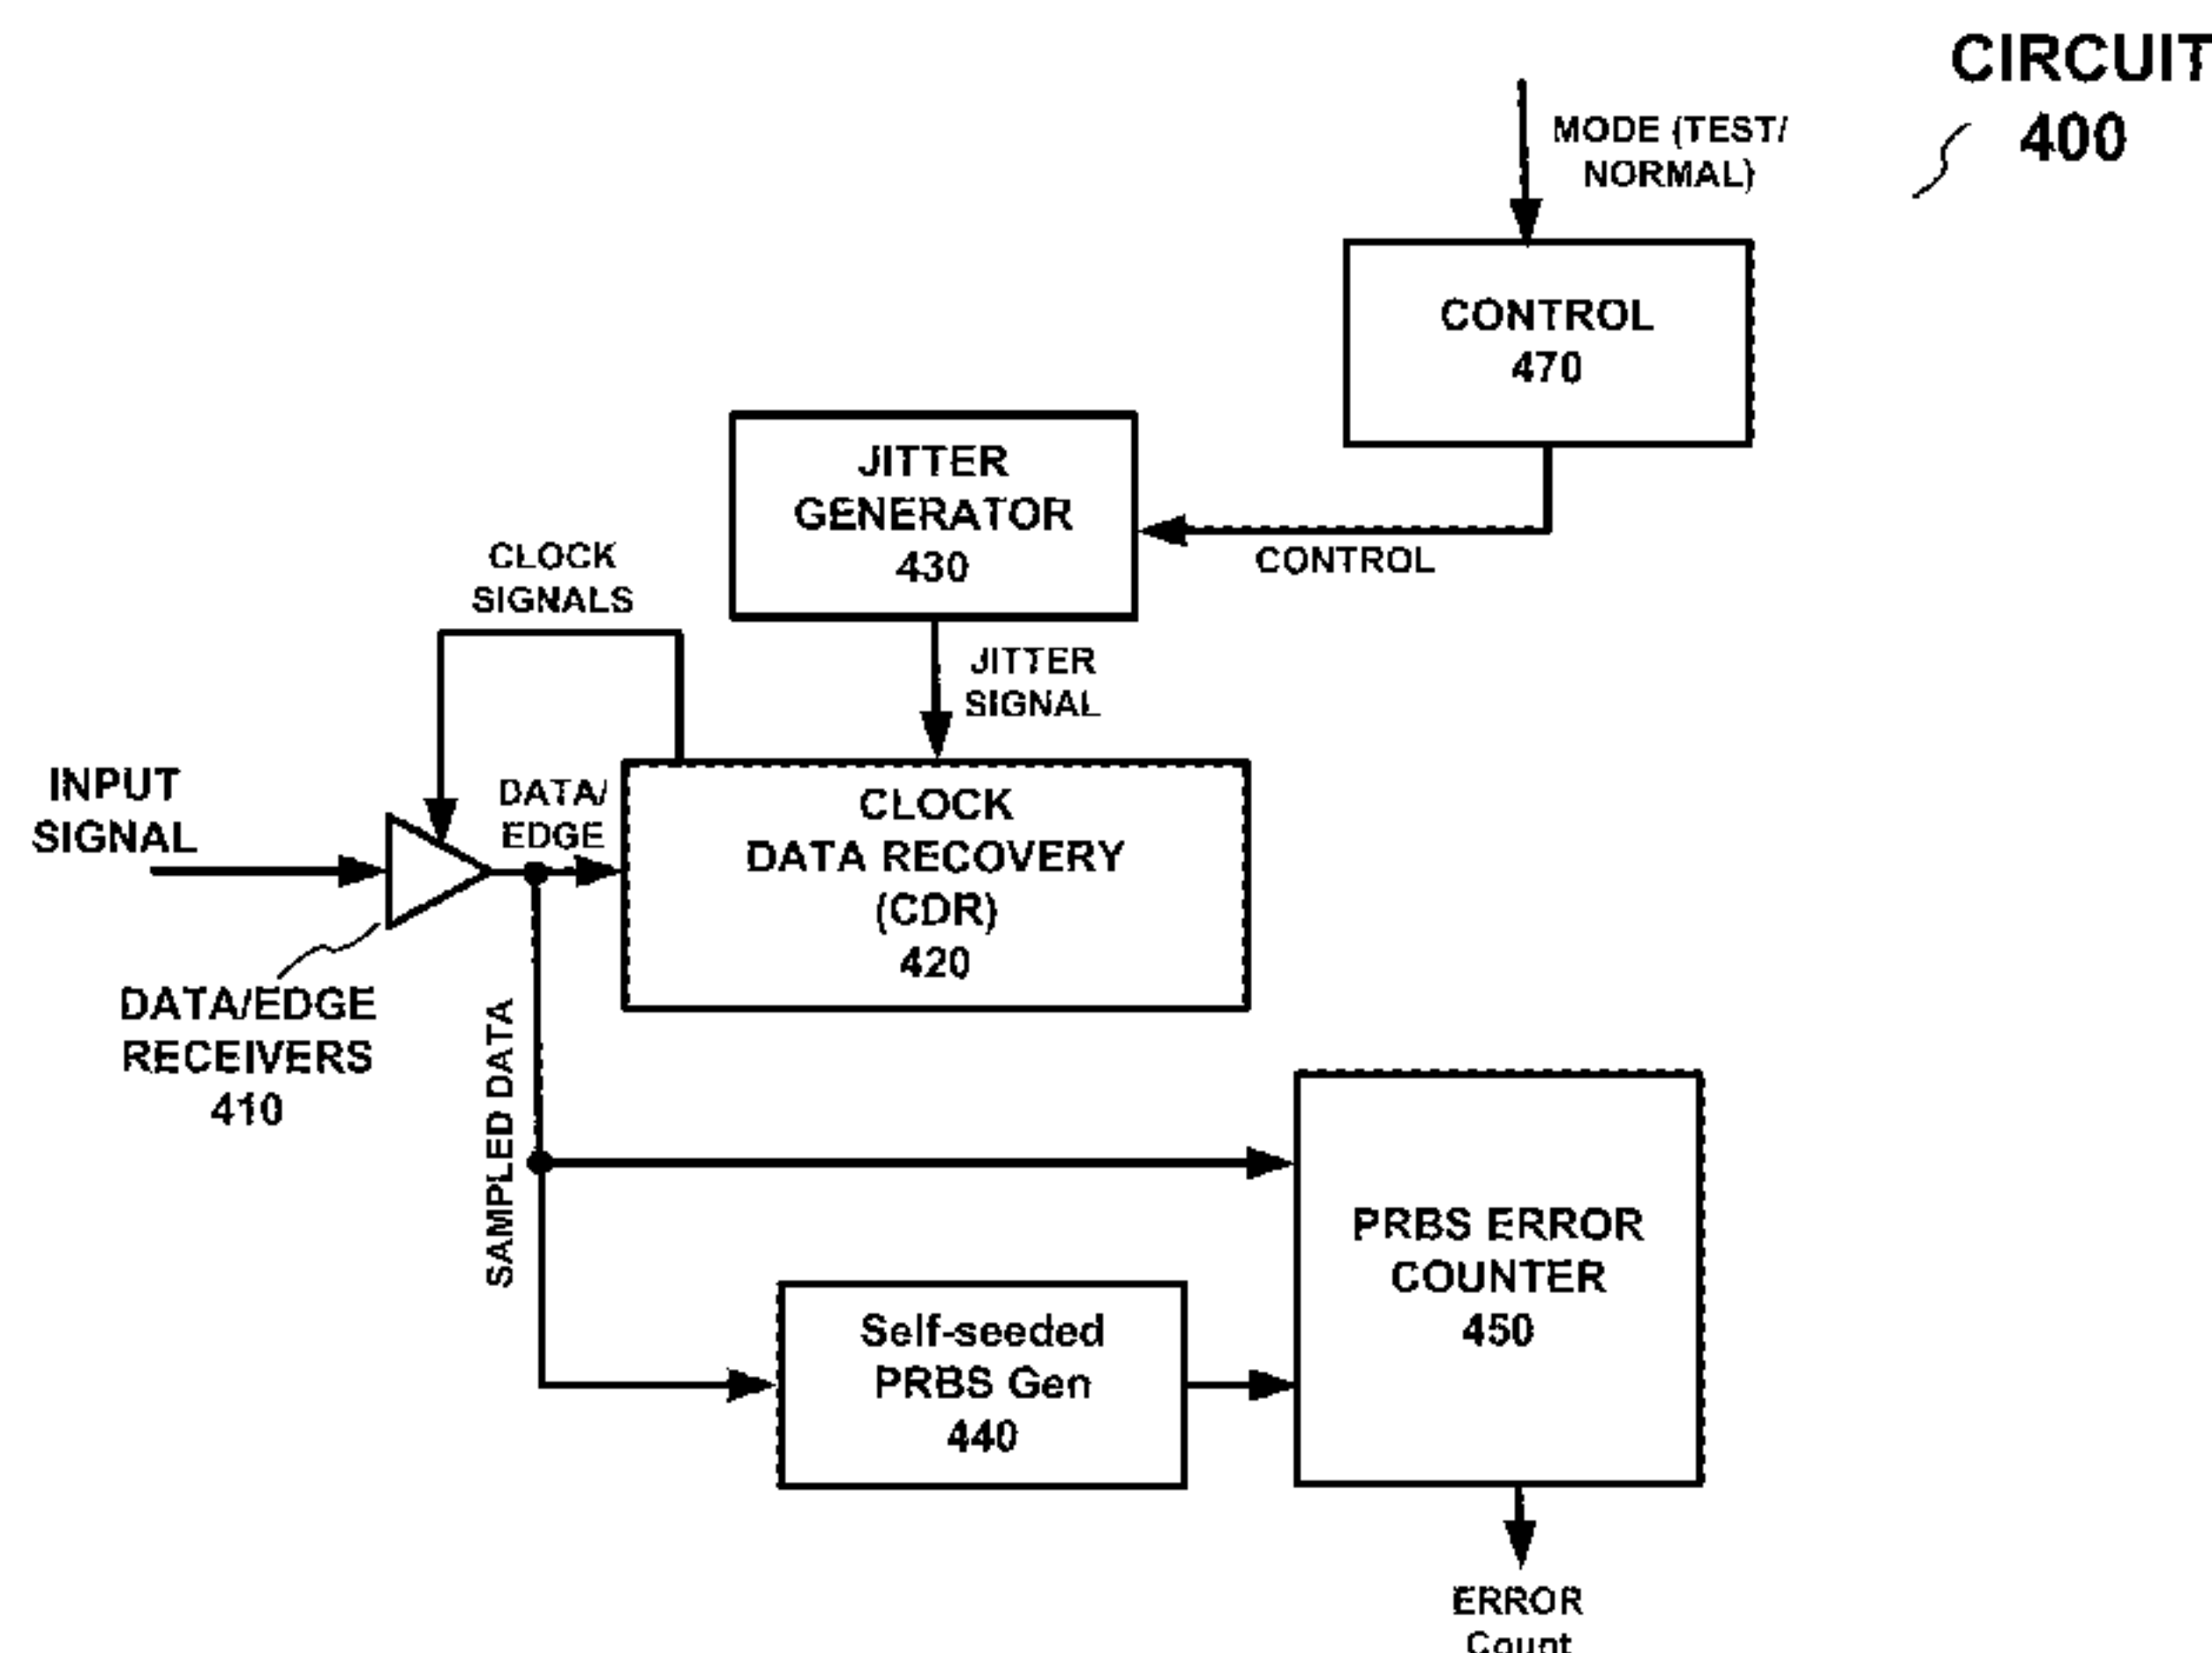 CIRCUIT
400
MODE (TEST/
NORMAL)
CONTROL
470
JITTER
GENERATOR
430
CONTROL
CLOCK
SIGNALS
JITTER
SIGNAL
INPUT
SIGNAL
DATA/
EDGE
CLOCK
DATA RECOVERY
(CDR)
420
DATA/EDGE
RECEIVERS
410
SAMPLED DATA
PRBS ERROR
COUNTER
450
Self-seeded
PRBS Gen
440
ERROR
Count